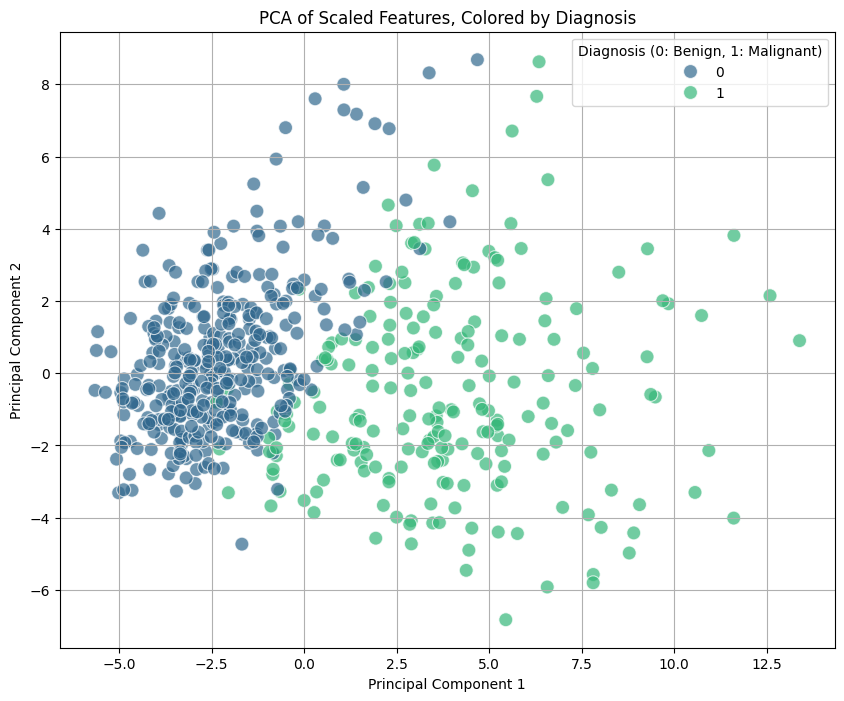 PCA of Scaled Features, Colored by Diagnosis
Diagnosis (0: Benign, 1: Malignant)
0
1
8
6
4
2
0
−2
−4
−6
Principal Component 2
−5.0 −2.5 0.0 2.5 5.0 7.5 10.0 12.5
Principal Component 1